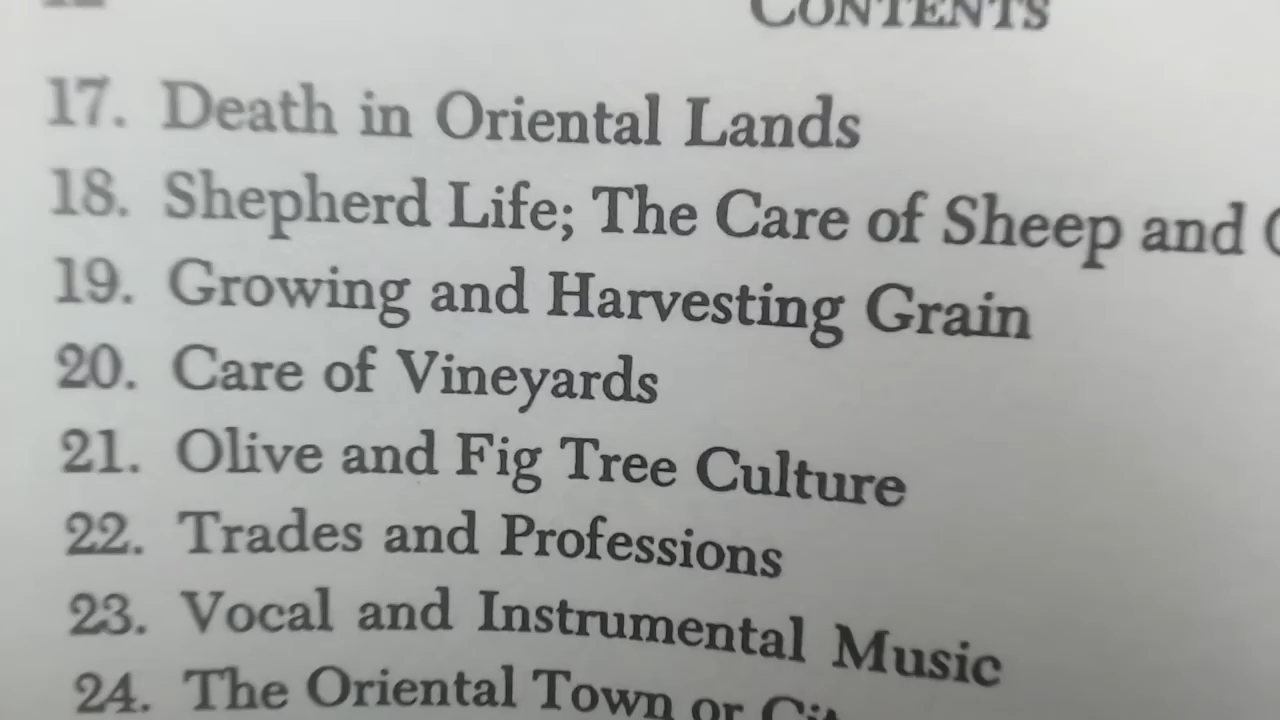 CONTENTS
17. Death in Oriental Lands
18. Shepherd Life; The Care of Sheep and
19. Growing and Harvesting Grain
20. Care of Vineyards
21. Olive and Fig Tree Culture
22. Trades and Professions
23. Vocal and Instrumental Music
24. The Oriental Town or